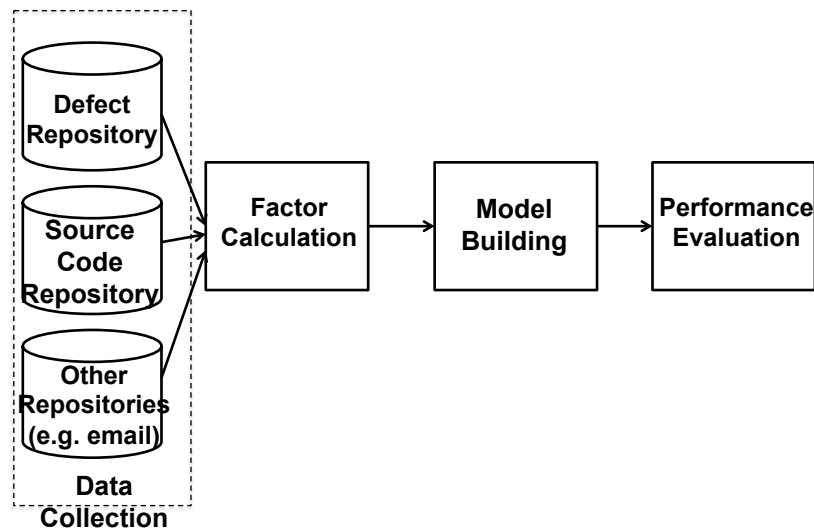 Defect
Repository
Source
Code
Repository
Other
Repositories
(e.g. email)
Data
Collection
Factor
Calculation
Model
Building
Performance
Evaluation